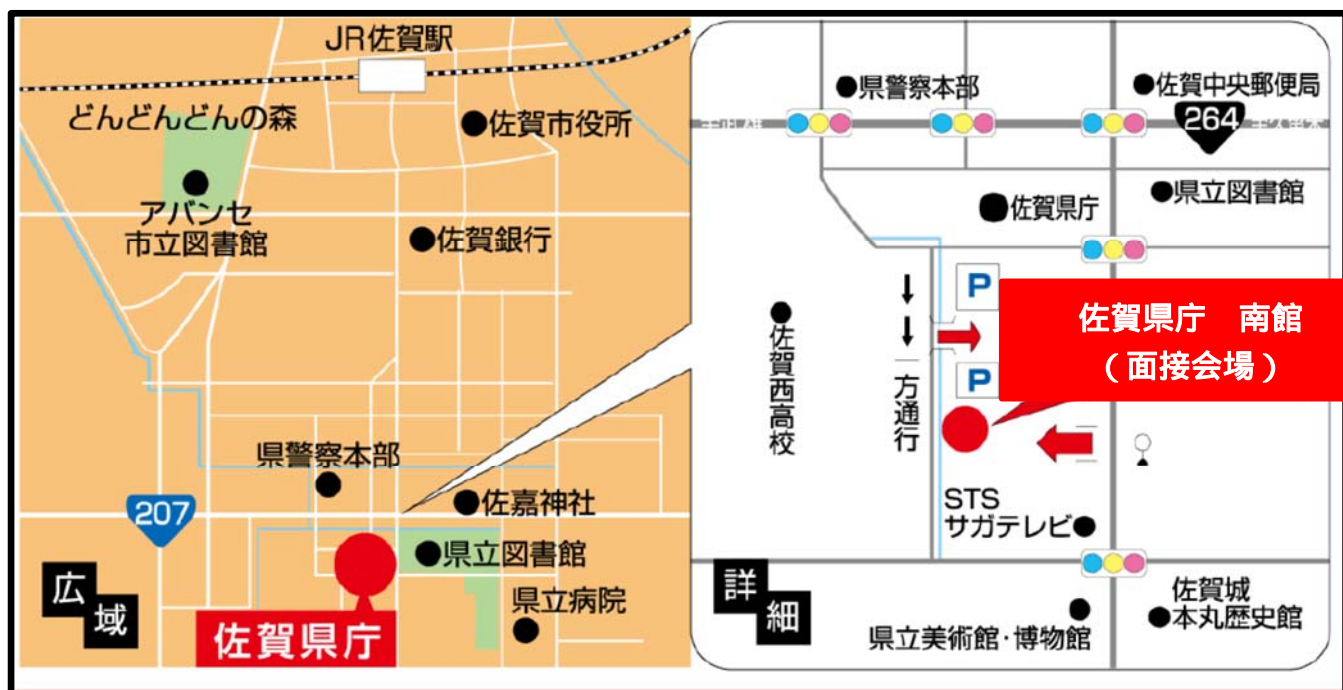 JR佐賀駅
どんどんどんの森
佐賀市役所
アバンセ
市立図書館
佐賀銀行
県警察本部
佐嘉神社
207
県立図書館
県立病院
広域
佐賀県庁
県警察本部
佐賀中央郵便局
264
県立図書館
佐賀県庁
P
佐賀県庁 南館
(面接会場)
佐賀西高校
P
一方通行
STS
サガテレビ
詳細
県立美術館・博物館
佐賀城
本丸歴史館